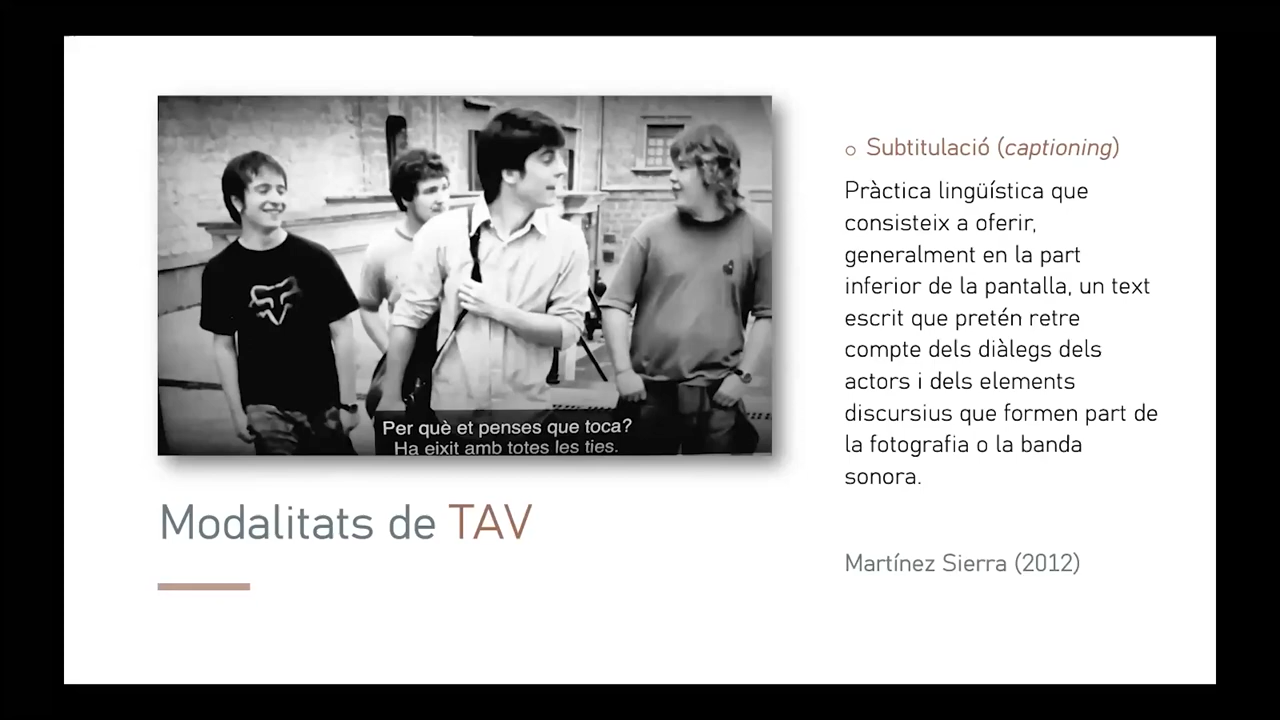 Per què et penses que toca?
Ha eixit amb totes les ties.
Modalitats de TAV
Subtitulació (captioning)
Pràctica lingüística que
consisteix a oferir,
generalment en la part
inferior de la pantalla, un text
escrit que pretén retre
compte dels diàlegs dels
actors i dels elements
discursius que formen part de
la fotografia o la banda
sonora.
Martínez Sierra (2012)